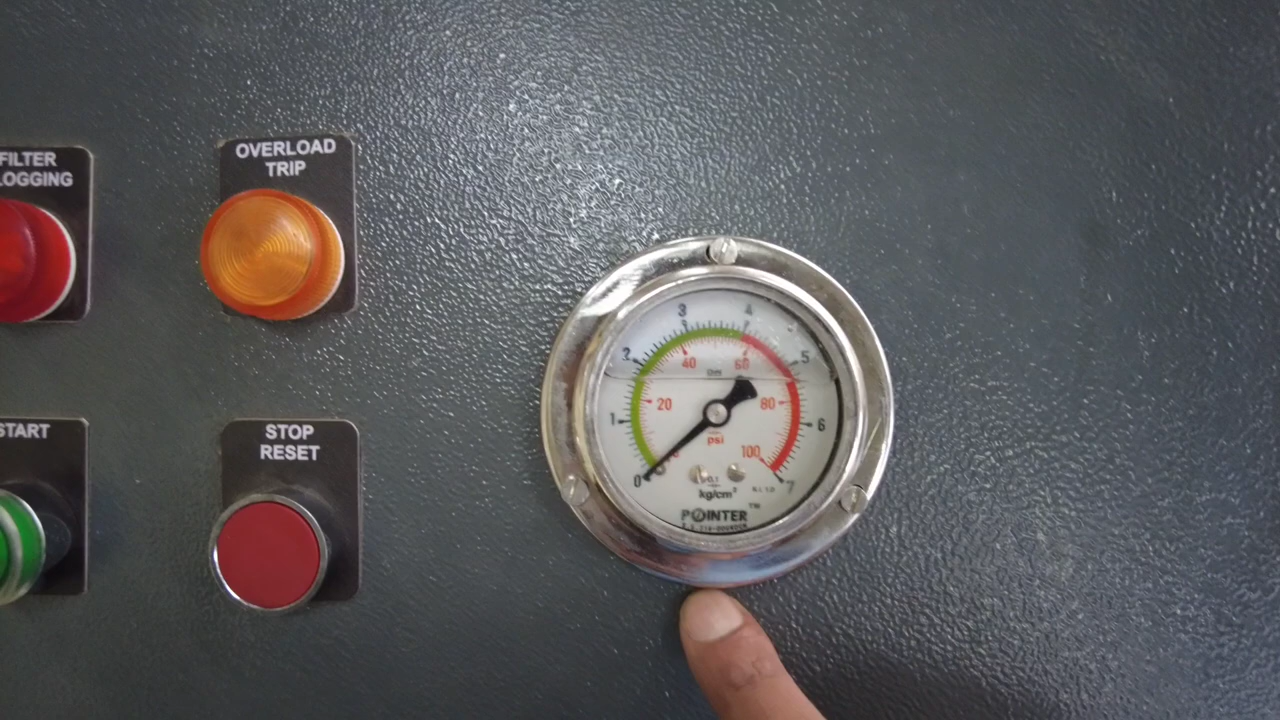 FILTER
LOGGING
OVERLOAD
TRIP
START
STOP
RESET
0
1
2
3
4
5
6
7
20
40
60
80
100
psi
kg/cm²
POINTER
TM